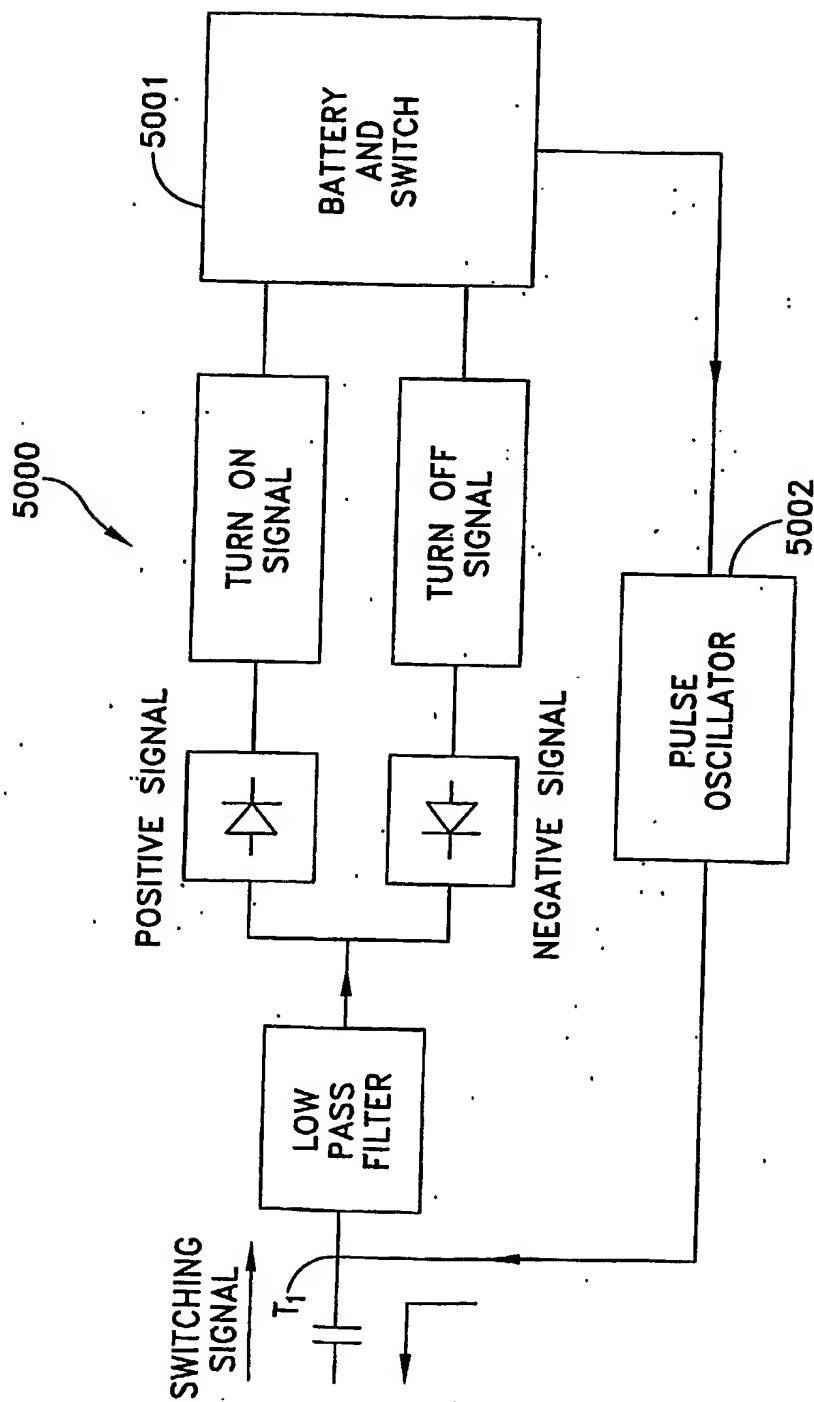 5000
SWITCHING
SIGNAL
T1
LOW
PASS
FILTER
POSITIVE SIGNAL
NEGATIVE SIGNAL
TURN ON
SIGNAL
TURN OFF
SIGNAL
5001
BATTERY
AND
SWITCH
PULSE
OSCILLATOR
5002